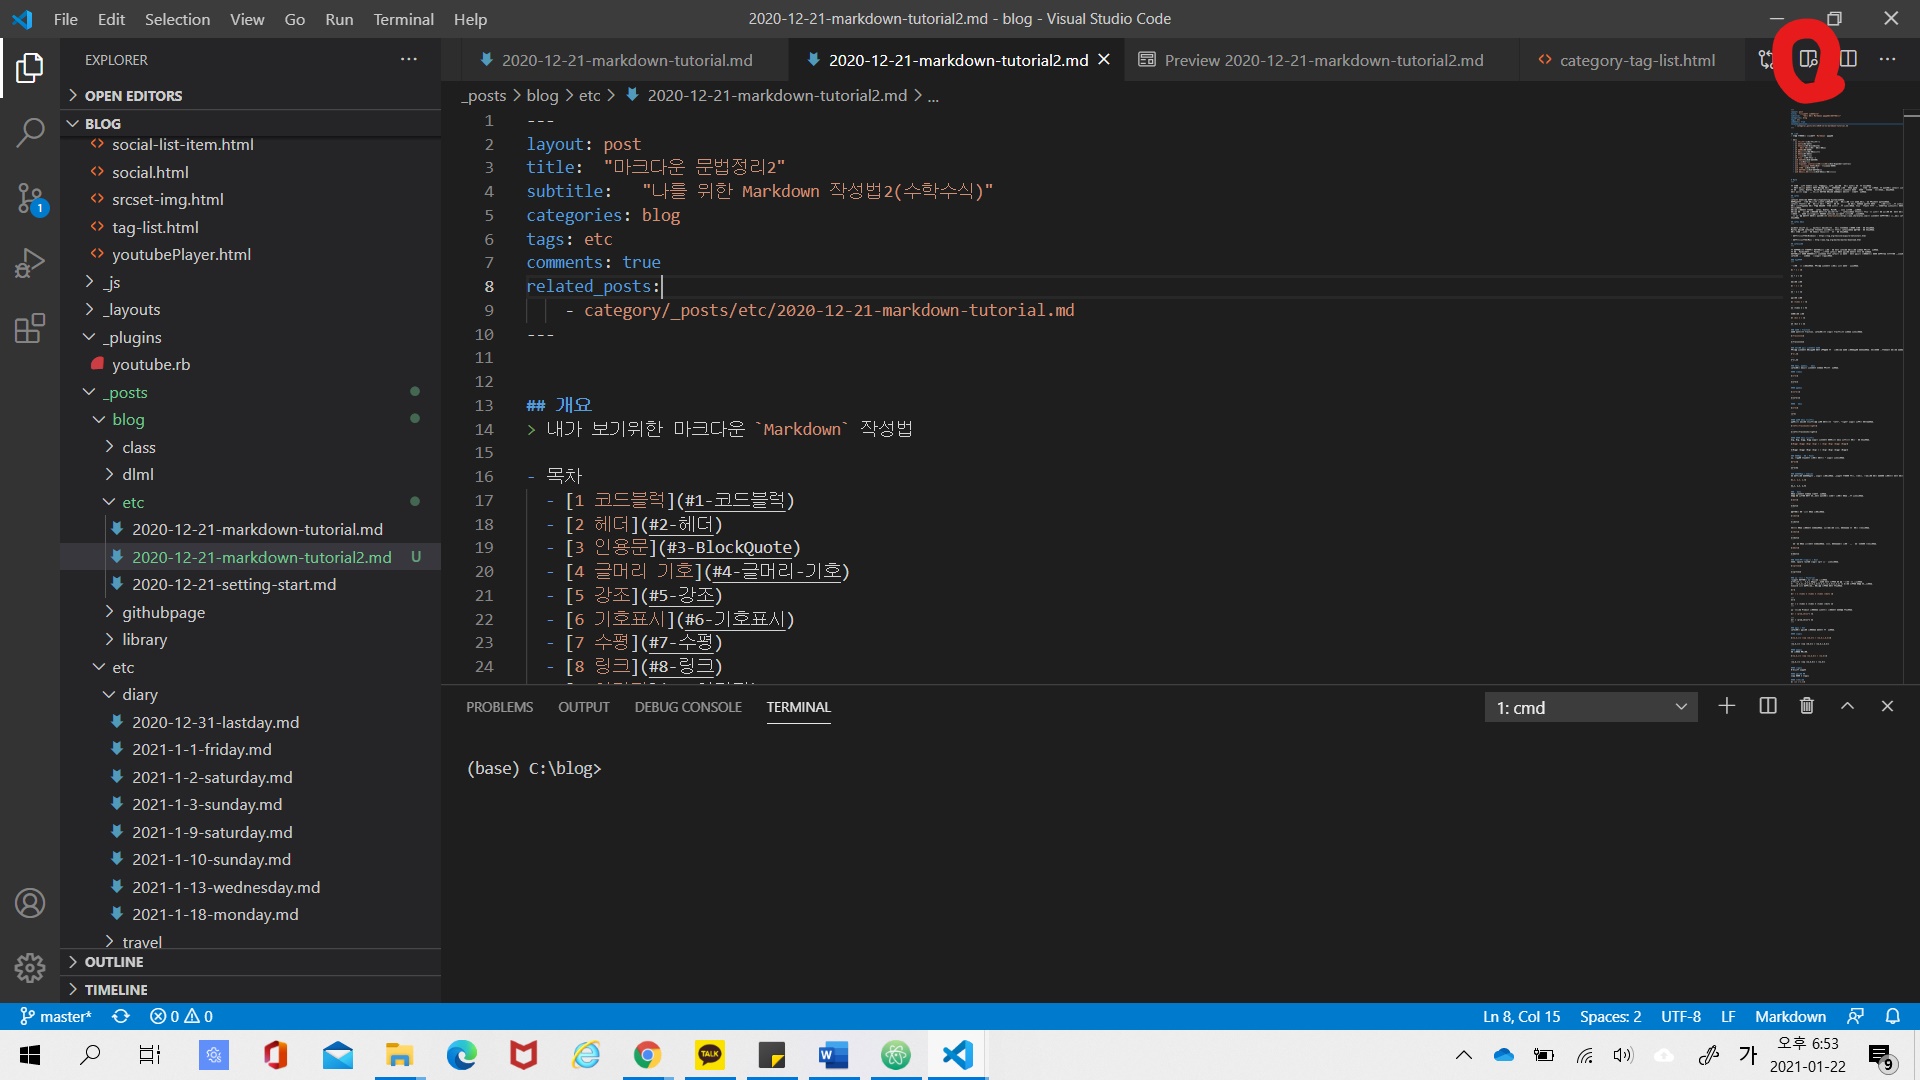 File Edit Selection View Go Run Terminal Help
2020-12-21-markdown-tutorial2.md - blog - Visual Studio Code
EXPLORER
OPEN EDITORS
BLOG
social-list-item.html
social.html
srcset-img.html
tag-list.html
youtubePlayer.html
_js
_layouts
_plugins
youtube.rb
_posts
blog
class
dlml
etc
2020-12-21-markdown-tutorial.md
2020-12-21-markdown-tutorial2.md U
2020-12-21-setting-start.md
githubpage
library
etc
diary
2020-12-31-lastday.md
2021-1-1-friday.md
2021-1-2-saturday.md
2021-1-3-sunday.md
2021-1-9-saturday.md
2021-1-10-sunday.md
2021-1-13-wednesday.md
2021-1-18-monday.md
travel
OUTLINE
TIMELINE
1
2020-12-21-markdown-tutorial.md
2020-12-21-markdown-tutorial2.md
Preview 2020-12-21-markdown-tutorial2.md
category-tag-list.html
_posts > blog > etc > 2020-12-21-markdown-tutorial2.md > ...
1 ---
2 layout: post
3 title: "마크다운 문법정리2"
4 subtitle: "나를 위한 Markdown 작성법2(수학수식)"
5 categories: blog
6 tags: etc
7 comments: true
8 related_posts:
9 - category/_posts/etc/2020-12-21-markdown-tutorial.md
10 ---
11
12
13 ## 개요
14 > 내가 보기위한 마크다운 `Markdown` 작성법
15
16 - 목차
17 - [1 코드블럭](#1-코드블럭)
18 - [2 헤더](#2-헤더)
19 - [3 인용문](#3-BlockQuote)
20 - [4 글머리 기호](#4-글머리-기호)
21 - [5 강조](#5-강조)
22 - [6 기호표시](#6-기호표시)
23 - [7 수평](#7-수평)
24 - [8 링크](#8-링크)
PROBLEMS OUTPUT DEBUG CONSOLE TERMINAL
1: cmd
(base) C:\blog>
master* 0 0
Ln 8, Col 15 Spaces: 2 UTF-8 LF Markdown
TALK
가
오후 6:53
2021-01-22
9